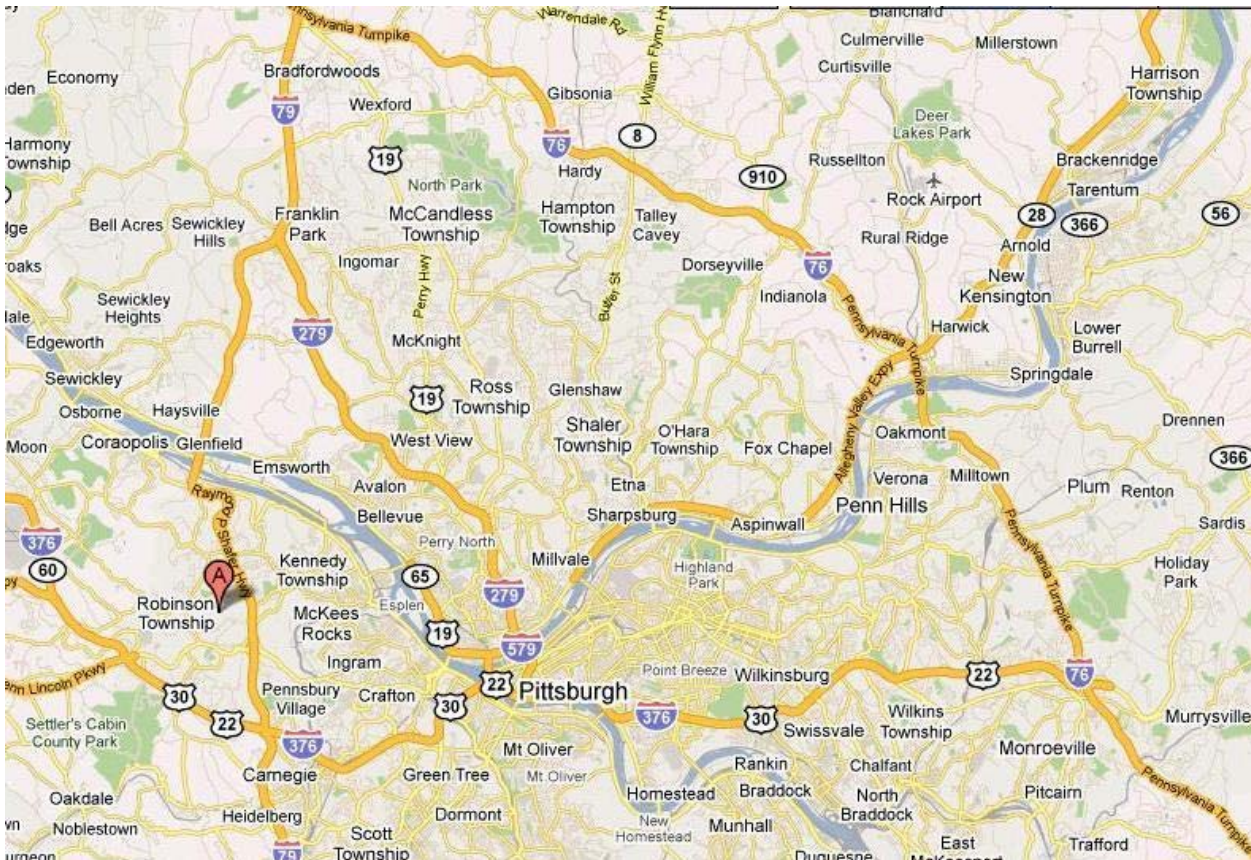 Pennsylvania Turnpike
Warrendale Rd
Blanchard
Culmerville
Millerstown
William Flynn
Curtisville
Harrison
Township
Economy
Bradfordwoods
Wexford
Gibsonia
79
19
76
8
910
Hardy
Deer
Lakes Park
Russellton
Rock Airport
Brackenridge
Tarentum
28
366
56
Harmony
Township
North Park
McCandless
Township
Hampton
Township
Talley
Cavey
Bell Acres
Sewickley
Hills
Franklin
Park
Ingomar
Perry Hwy
Butler St
Dorseyville
76
Rural Ridge
Arnold
New
Kensington
Indianola
Pennsylvania Turnpike
Harwick
Lower
Burrell
Sewickley
Heights
Edgeworth
279
McKnight
19
Ross
Township
Glenshaw
Allegheny Valley Expy
Springdale
Sewickley
Osborne
Haysville
Moon
Coraopolis
Glenfield
West View
Shaler
Township
O'Hara
Township
Fox Chapel
Oakmont
Drennen
366
Emsworth
Avalon
Etna
Verona
Milltown
Plum
Renton
Raymond Shafer Hwy
Bellevue
Sharpsburg
Aspinwall
Penn Hills
Sardis
376
60
Perry North
Millvale
Highland
Park
Pennsylvania Turnpike
Holiday
Park
Kennedy
Township
65
Esplen
279
A
Robinson
Township
McKees
Rocks
19
579
Ingram
Point Breeze
Wilkinsburg
22
76
30
22
Pennsbury
Village
Crafton
30
22
Pittsburgh
376
30
Swissvale
Wilkins
Township
Murrysville
Settler's Cabin
County Park
376
Mt Oliver
Monroeville
Carnegie
Green Tree
Mt Oliver
Rankin
Chalfant
Pennsylvania Turnpike
Oakdale
Heidelberg
Dormont
Homestead
Braddock
North
Braddock
Pitcairn
Noblestown
Scott
Township
New
Homestead
Munhall
East
Trafford
79
Duquesne